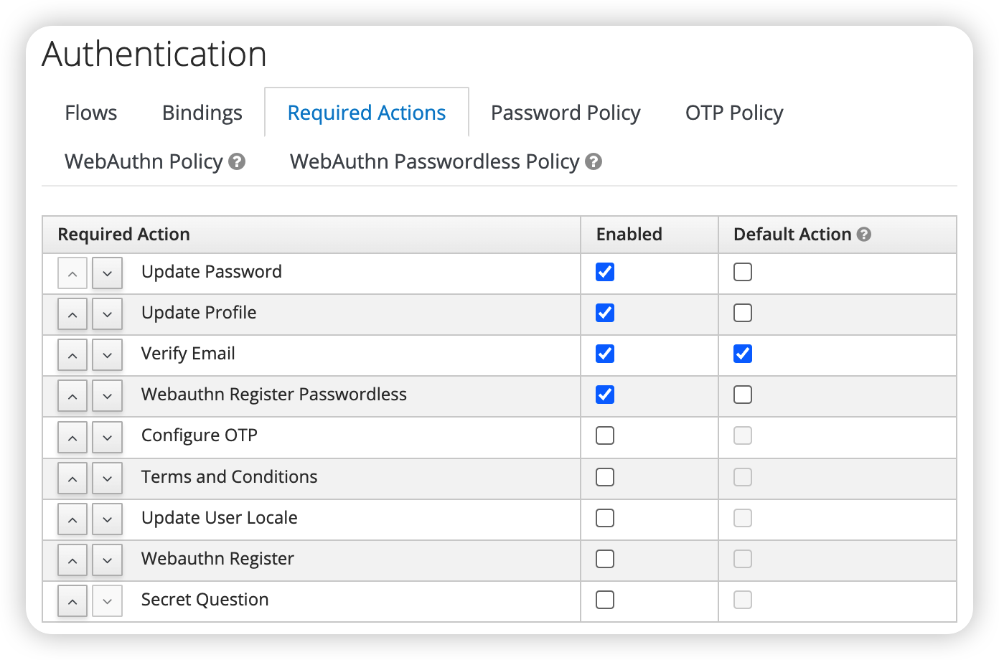 Authentication
Flows Bindings Required Actions Password Policy OTP Policy
WebAuthn Policy ? WebAuthn Passwordless Policy ?
Required Action Enabled Default Action ?
Update Password
Update Profile
Verify Email
Webauthn Register Passwordless
Configure OTP
Terms and Conditions
Update User Locale
Webauthn Register
Secret Question